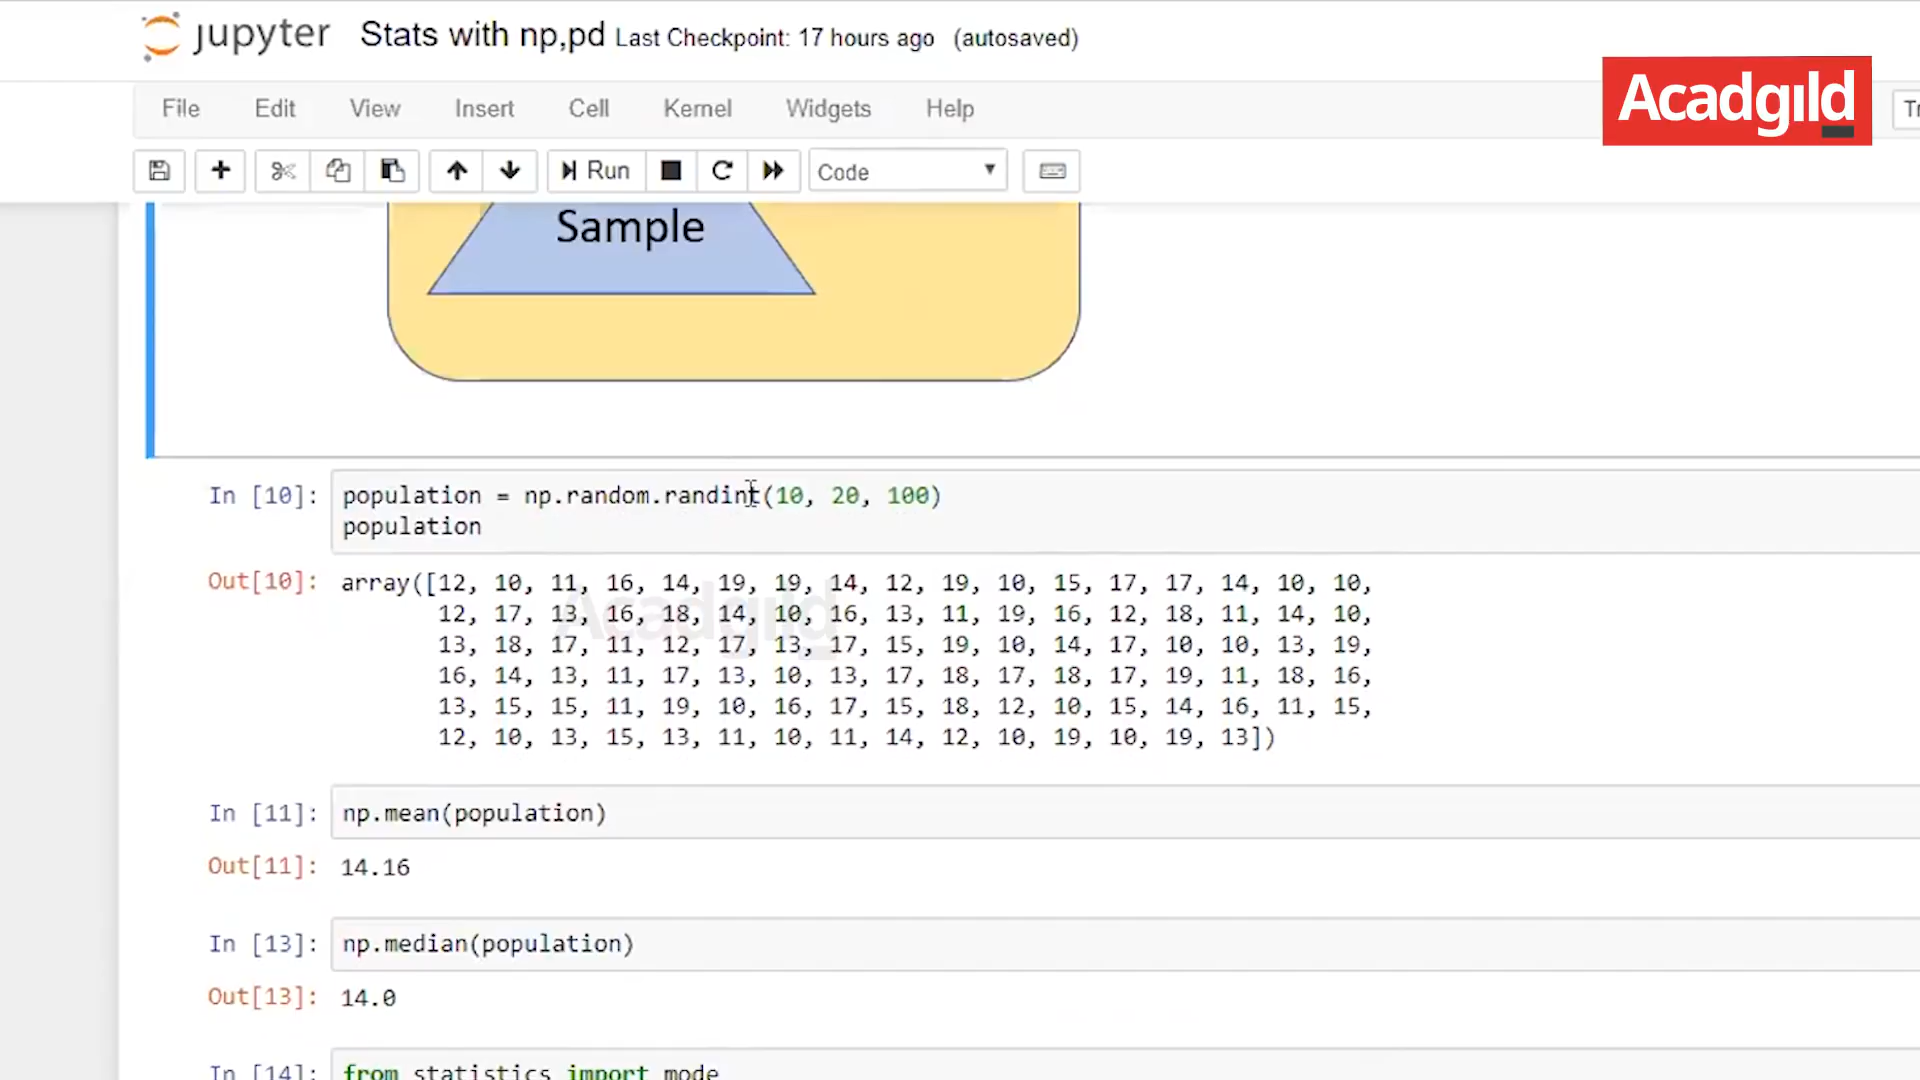 jupyter Stats with np,pd Last Checkpoint: 17 hours ago (autosaved)
Acadgild
File Edit View Insert Cell Kernel Widgets Help
Run Code
Sample
In [10]: population = np.random.randint(10, 20, 100)
population
Out[10]: array([12, 10, 11, 16, 14, 19, 19, 14, 12, 19, 10, 15, 17, 17, 14, 10, 10,
12, 17, 13, 16, 18, 14, 10, 16, 13, 11, 19, 16, 12, 18, 11, 14, 10,
13, 18, 17, 11, 12, 17, 13, 17, 15, 19, 10, 14, 17, 10, 10, 13, 19,
16, 14, 13, 11, 17, 13, 10, 13, 17, 18, 17, 18, 17, 19, 11, 18, 16,
13, 15, 15, 11, 19, 10, 16, 17, 15, 18, 12, 10, 15, 14, 16, 11, 15,
12, 10, 13, 15, 13, 11, 10, 11, 14, 12, 10, 19, 10, 19, 13])
Acadgild
In [11]: np.mean(population)
Out[11]: 14.16
In [13]: np.median(population)
Out[13]: 14.0
In [14]: from statistics import mode